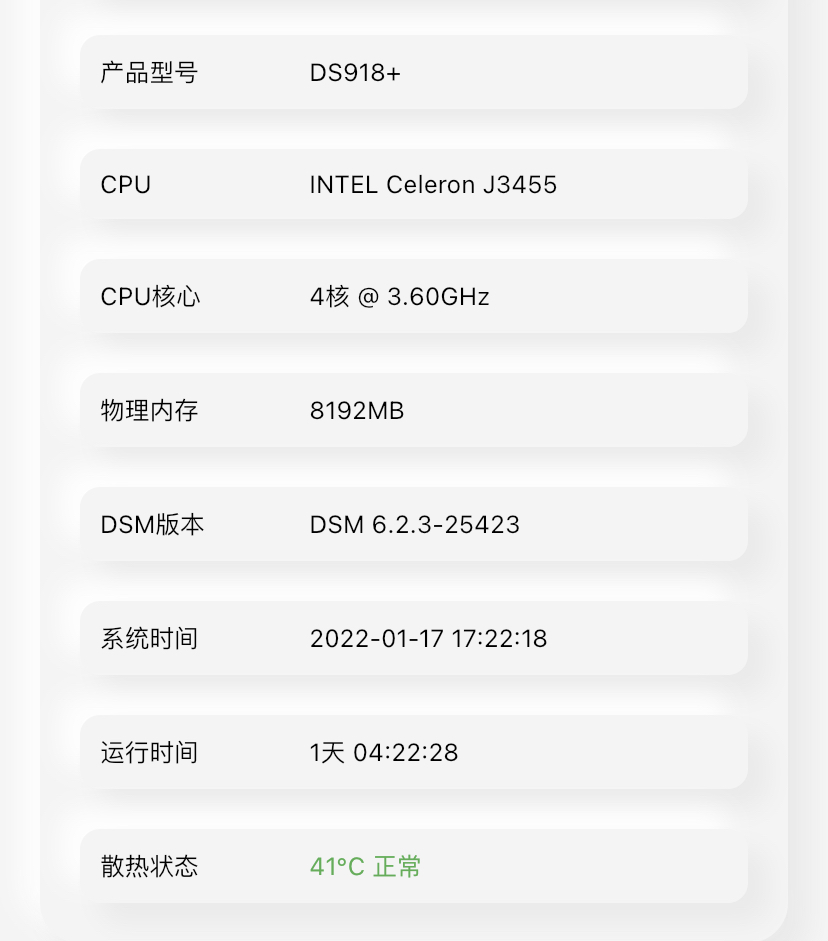 产品型号 DS918+
CPU INTEL Celeron J3455
CPU核心 4核 @ 3.60GHz
物理内存 8192MB
DSM版本 DSM 6.2.3-25423
系统时间 2022-01-17 17:22:18
运行时间 1天 04:22:28
散热状态 41°C 正常